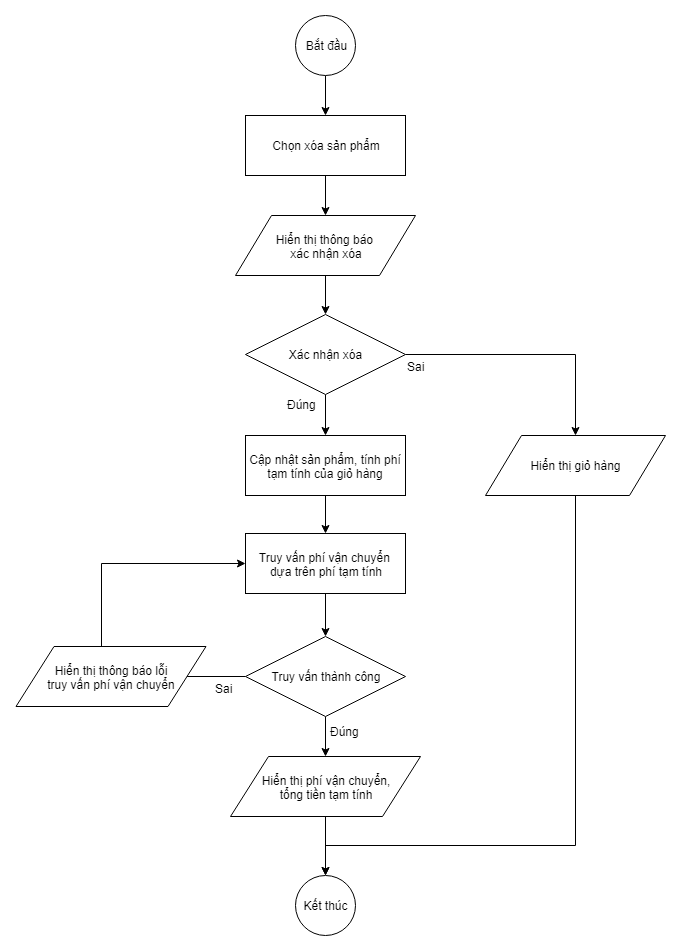 Bắt đầu
Chọn xóa sản phẩm
Hiển thị thông báo
xác nhận xóa
Xác nhận xóa
Sai
Đúng
Cập nhật sản phẩm, tính phí
tạm tính của giỏ hàng
Hiển thị giỏ hàng
Truy vấn phí vận chuyển
dựa trên phí tạm tính
Hiển thị thông báo lỗi
truy vấn phí vận chuyển
Sai
Truy vấn thành công
Đúng
Hiển thị phí vận chuyển,
tổng tiền tạm tính
Kết thúc